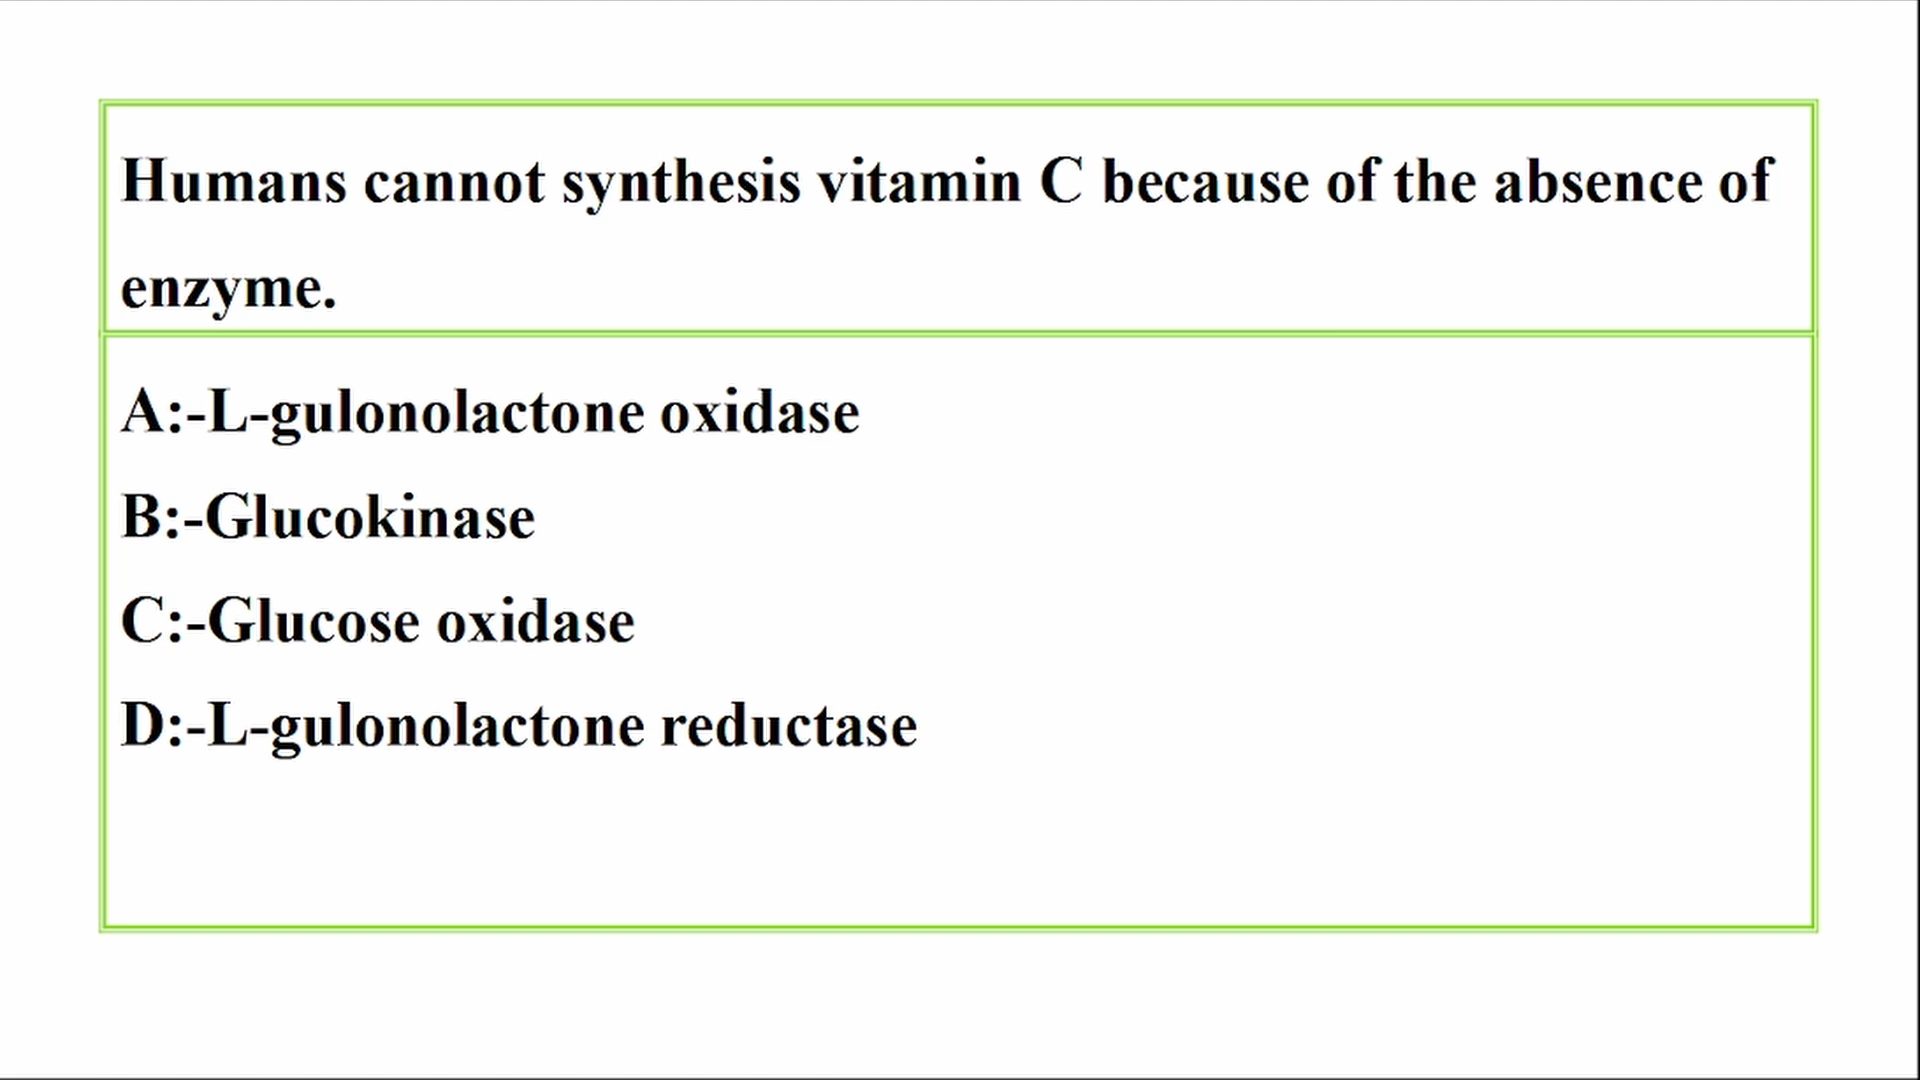 Humans cannot synthesis vitamin C because of the absence of
enzyme.
A:-L-gulonolactone oxidase
B:-Glucokinase
C:-Glucose oxidase
D:-L-gulonolactone reductase